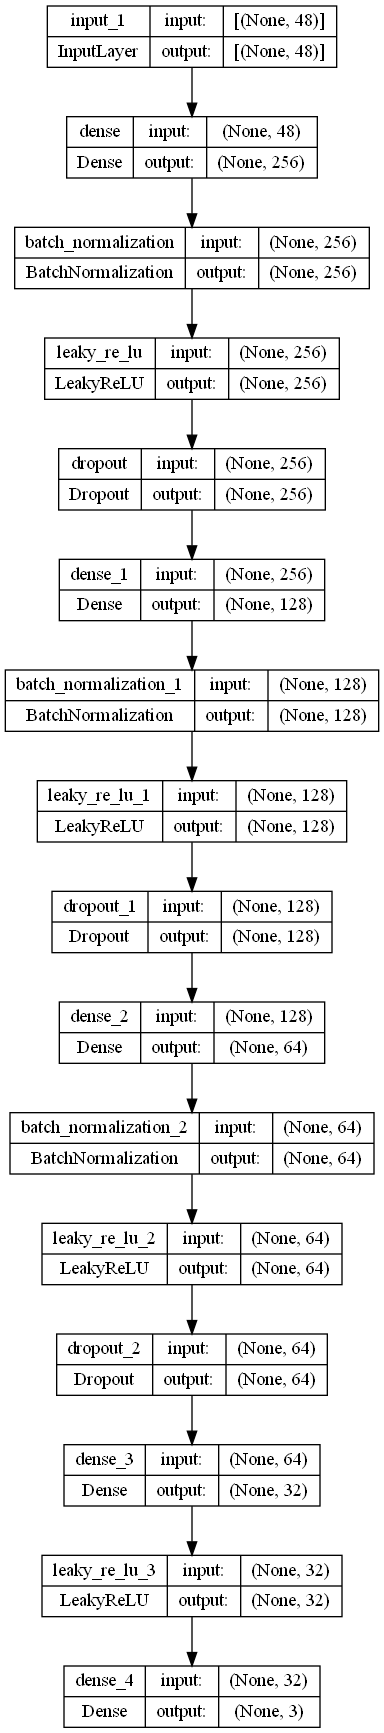 input_1 input: [(None, 48)]
InputLayer output: [(None, 48)]
dense input: (None, 48)
Dense output: (None, 256)
batch_normalization input: (None, 256)
BatchNormalization output: (None, 256)
leaky_re_lu input: (None, 256)
LeakyReLU output: (None, 256)
dropout input: (None, 256)
Dropout output: (None, 256)
dense_1 input: (None, 256)
Dense output: (None, 128)
batch_normalization_1 input: (None, 128)
BatchNormalization output: (None, 128)
leaky_re_lu_1 input: (None, 128)
LeakyReLU output: (None, 128)
dropout_1 input: (None, 128)
Dropout output: (None, 128)
dense_2 input: (None, 128)
Dense output: (None, 64)
batch_normalization_2 input: (None, 64)
BatchNormalization output: (None, 64)
leaky_re_lu_2 input: (None, 64)
LeakyReLU output: (None, 64)
dropout_2 input: (None, 64)
Dropout output: (None, 64)
dense_3 input: (None, 64)
Dense output: (None, 32)
leaky_re_lu_3 input: (None, 32)
LeakyReLU output: (None, 32)
dense_4 input: (None, 32)
Dense output: (None, 3)